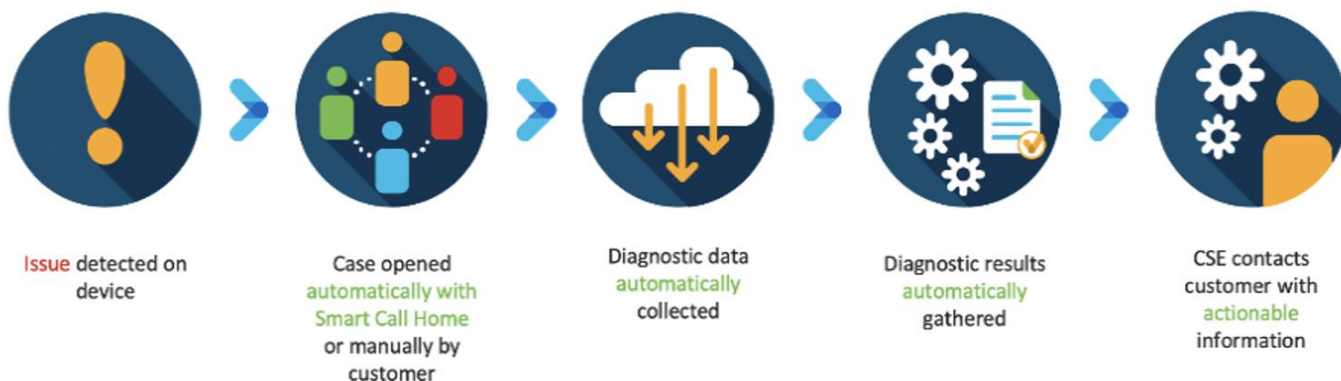 Issue detected on
device
Case opened
automatically with
Smart Call Home
or manually by
customer
Diagnostic data
automatically
collected
Diagnostic results
automatically
gathered
CSE contacts
customer with
actionable
information